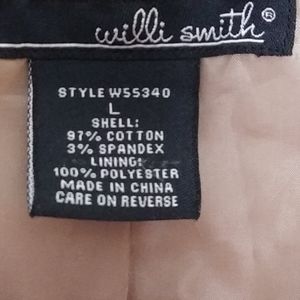 willi smith®
STYLE W55340
L
SHELL:
97% COTTON
3% SPANDEX
LINING:
100% POLYESTER
MADE IN CHINA
CARE ON REVERSE